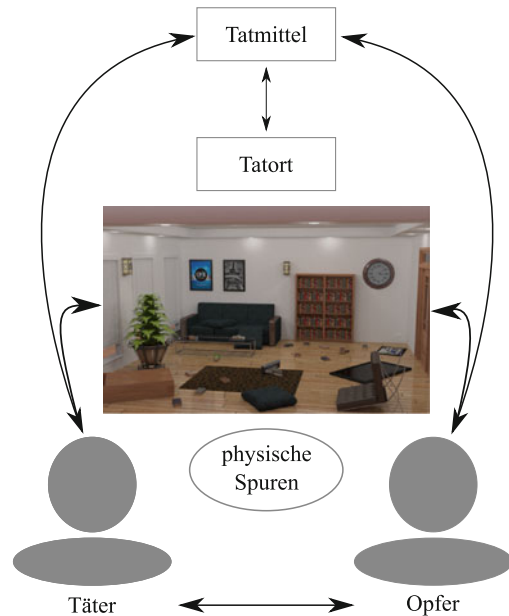 Tatmittel
Tatort
physische
Spuren
Täter
Opfer